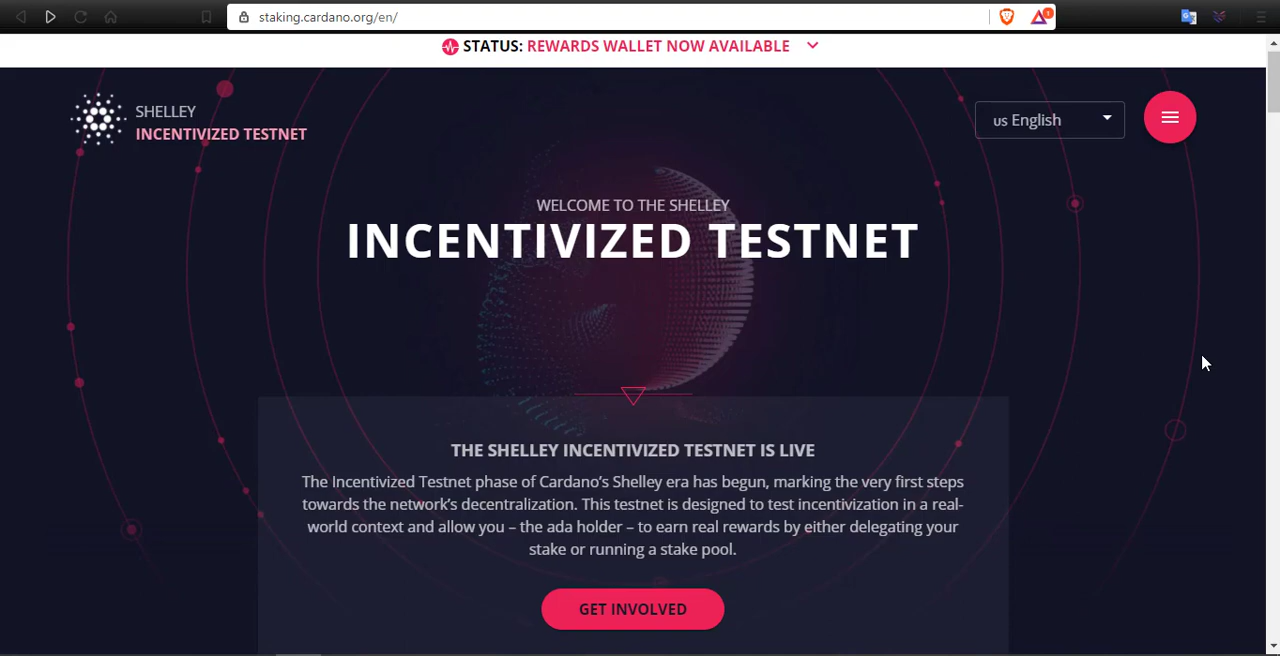 staking.cardano.org/en/
1
STATUS: REWARDS WALLET NOW AVAILABLE
SHELLEY
INCENTIVIZED TESTNET
us English
WELCOME TO THE SHELLEY
INCENTIVIZED TESTNET
THE SHELLEY INCENTIVIZED TESTNET IS LIVE
The Incentivized Testnet phase of Cardano’s Shelley era has begun, marking the very first steps
towards the network’s decentralization. This testnet is designed to test incentivization in a real-
world context and allow you – the ada holder – to earn real rewards by either delegating your
stake or running a stake pool.
GET INVOLVED